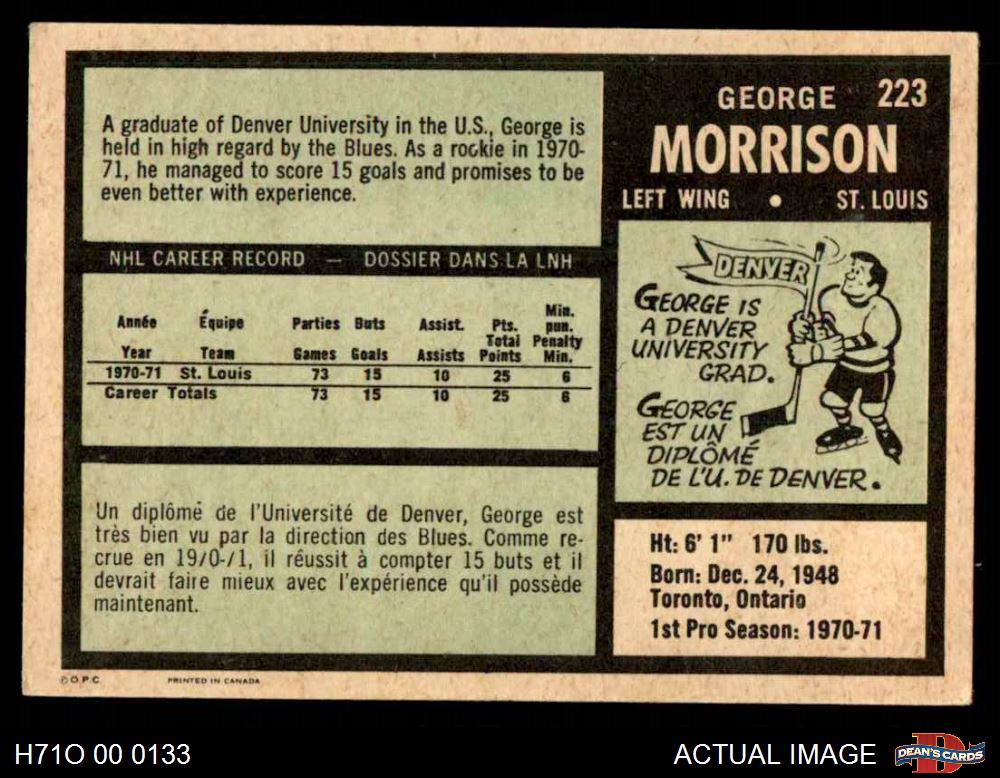 A graduate of Denver University in the U.S., George is
held in high regard by the Blues. As a rookie in 1970-
71, he managed to score 15 goals and promises to be
even better with experience.
NHL CAREER RECORD — DOSSIER DANS LA LNH
Année Équipe Parties Buts Assist. Pts. Total Min. pun.
Year Team Games Goals Assists Points Penalty Min.
1970-71 St. Louis 73 15 10 25 6
Career Totals 73 15 10 25 6
Un diplômé de l'Université de Denver, George est
très bien vu par la direction des Blues. Comme re-
crue en 19/0-/1, il réussit à compter 15 buts et il
devrait faire mieux avec l'expérience qu'il possède
maintenant.
GEORGE 223
MORRISON
LEFT WING • ST. LOUIS
DENVER
GEORGE IS
A DENVER
UNIVERSITY
GRAD.
GEORGE
EST UN
DIPLÔMÉ
DE L'U. DE DENVER.
Ht: 6' 1" 170 lbs.
Born: Dec. 24, 1948
Toronto, Ontario
1st Pro Season: 1970-71
© O.P.C. PRINTED IN CANADA
H71O 00 0133
ACTUAL IMAGE
DEAN'S CARDS